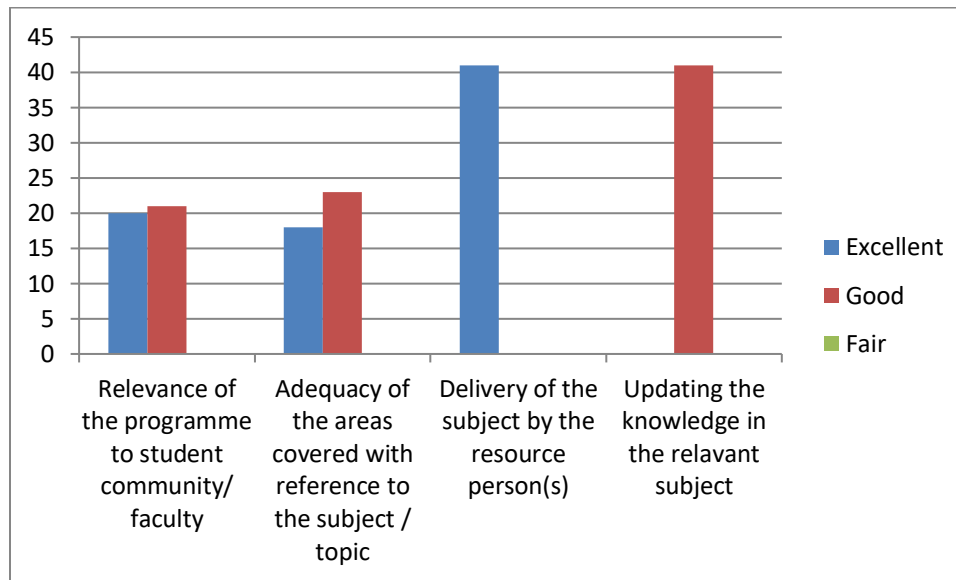 45
40
35
30
25
20
15
10
5
0
Excellent
Good
Fair
Relevance of
the programme
to student
community/
faculty
Adequacy of
the areas
covered with
reference to
the subject /
topic
Delivery of the
subject by the
resource
person(s)
Updating the
knowledge in
the relavant
subject